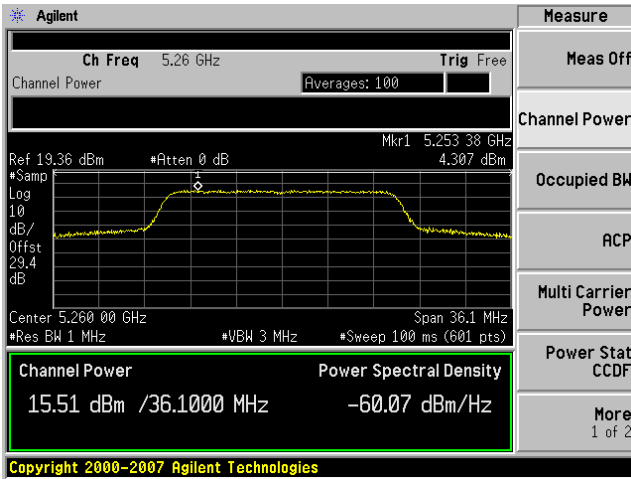 Agilent
Measure
Ch Freq 5.26 GHz Trig Free
Channel Power Averages: 100
Mkr1 5.253 38 GHz
Ref 19.36 dBm #Atten 0 dB 4.307 dBm
#Samp
Log
10
dB/
Offst
29.4
dB
1
Center 5.260 00 GHz Span 36.1 MHz
#Res BW 1 MHz #VBW 3 MHz #Sweep 100 ms (601 pts)
Channel Power Power Spectral Density
15.51 dBm /36.1000 MHz -60.07 dBm/Hz
Copyright 2000-2007 Agilent Technologies
Meas Off
Channel Power
Occupied BW
ACP
Multi Carrier
Power
Power Stat
CCDF
More
1 of 2